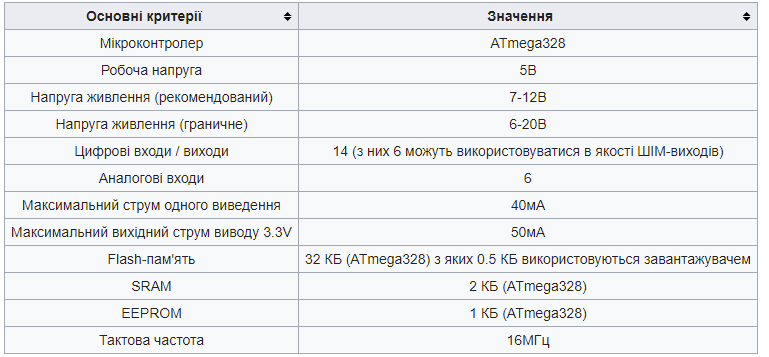 Основні критерії Значення
Мікроконтролер ATmega328
Робоча напруга 5В
Напруга живлення (рекомендований) 7-12В
Напруга живлення (граничне) 6-20В
Цифрові входи / виходи 14 (з них 6 можуть використовуватися в якості ШІМ-виходів)
Аналогові входи 6
Максимальний струм одного виведення 40мА
Максимальний вихідний струм виводу 3.3V 50мА
Flash-пам'ять 32 КБ (ATmega328) з яких 0.5 КБ використовуються завантажувачем
SRAM 2 КБ (ATmega328)
EEPROM 1 КБ (ATmega328)
Тактова частота 16МГц